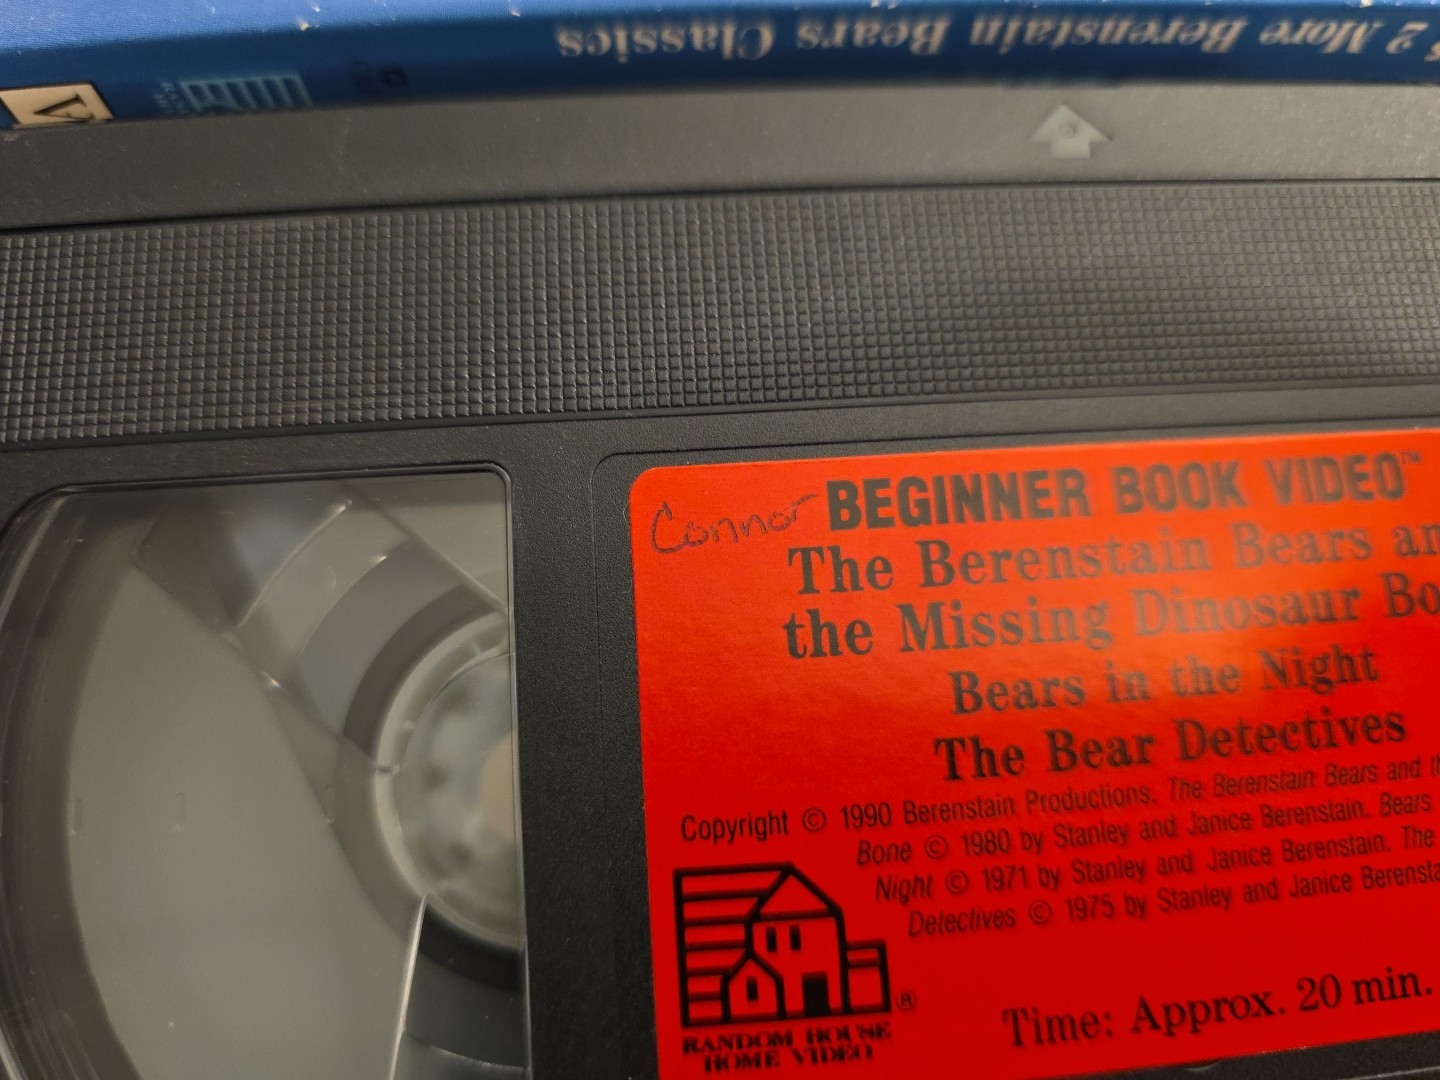 2 More Berenstain Bears Classics
Connor
BEGINNER BOOK VIDEO™
The Berenstain Bears an
the Missing Dinosaur Bo
Bears in the Night
The Bear Detectives
Copyright © 1990 Berenstain Productions. The Berenstain Bears and th
Bone © 1980 by Stanley and Janice Berenstain. Bears
Night © 1971 by Stanley and Janice Berenstain. The
Detectives © 1975 by Stanley and Janice Berensta
®
RANDOM HOUSE
HOME VIDEO
Time: Approx. 20 min.